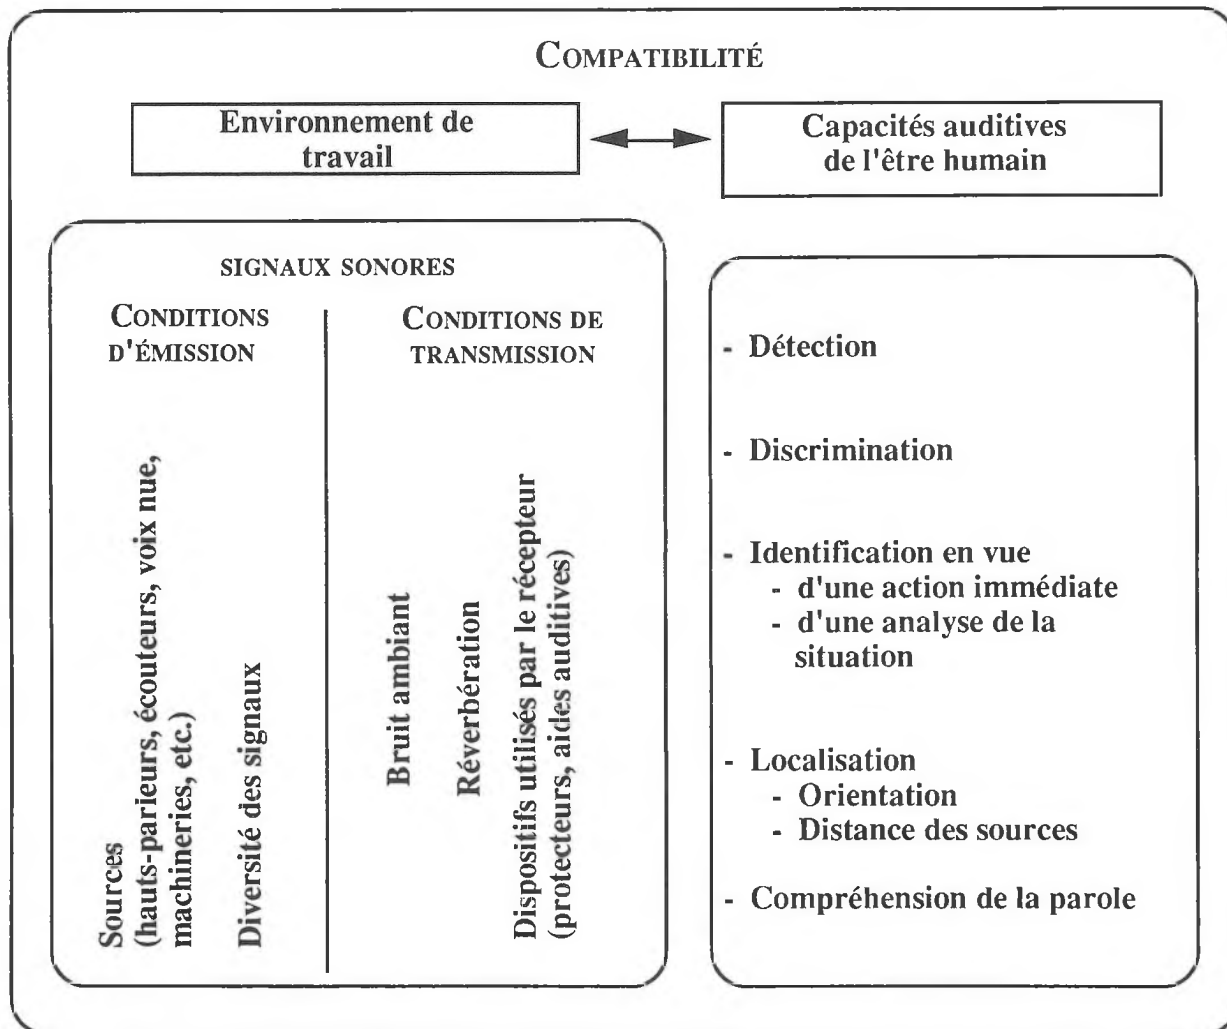 COMPATIBILITÉ
Environnement de
travail
Capacités auditives
de l'être humain
SIGNAUX SONORES
CONDITIONS
D'ÉMISSION
Sources
(hauts-parieurs, écouteurs, voix nue,
machineries, etc.)
Diversité des signaux
CONDITIONS DE
TRANSMISSION
Bruit ambiant
Réverbération
Dispositifs utilisés par le récepteur
(protecteurs, aides auditives)
- Détection
- Discrimination
- Identification en vue
- d'une action immédiate
- d'une analyse de la
situation
- Localisation
- Orientation
- Distance des sources
- Compréhension de la parole